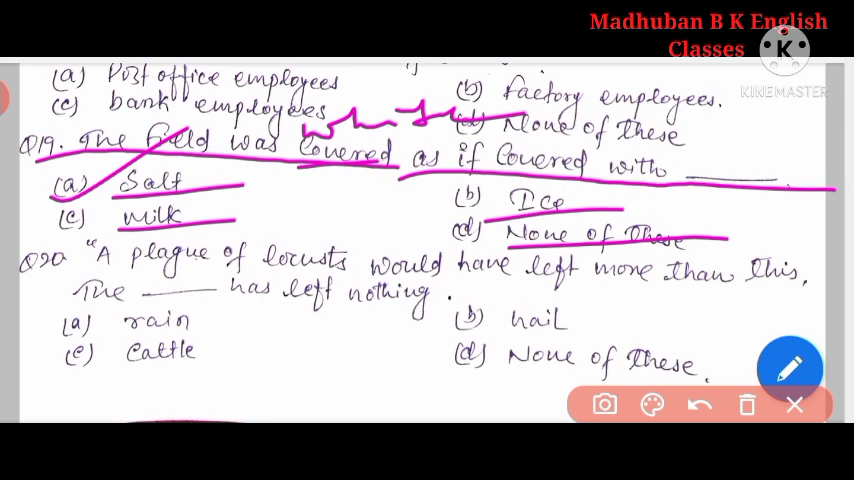 Madhuban B K English
Classes
K
KINEMASTER
(a) Post office employees
(b) Factory employees.
(c) bank employees
(d) None of these
Q19. The field was covered as if covered with ______.
(a) Salt
(b) Ice
(c) Milk
(d) None of these
Q20 "A plague of locusts would have left more than this,
The ______ has left nothing.
(a) rain
(b) hail
(c) cattle
(d) None of these.